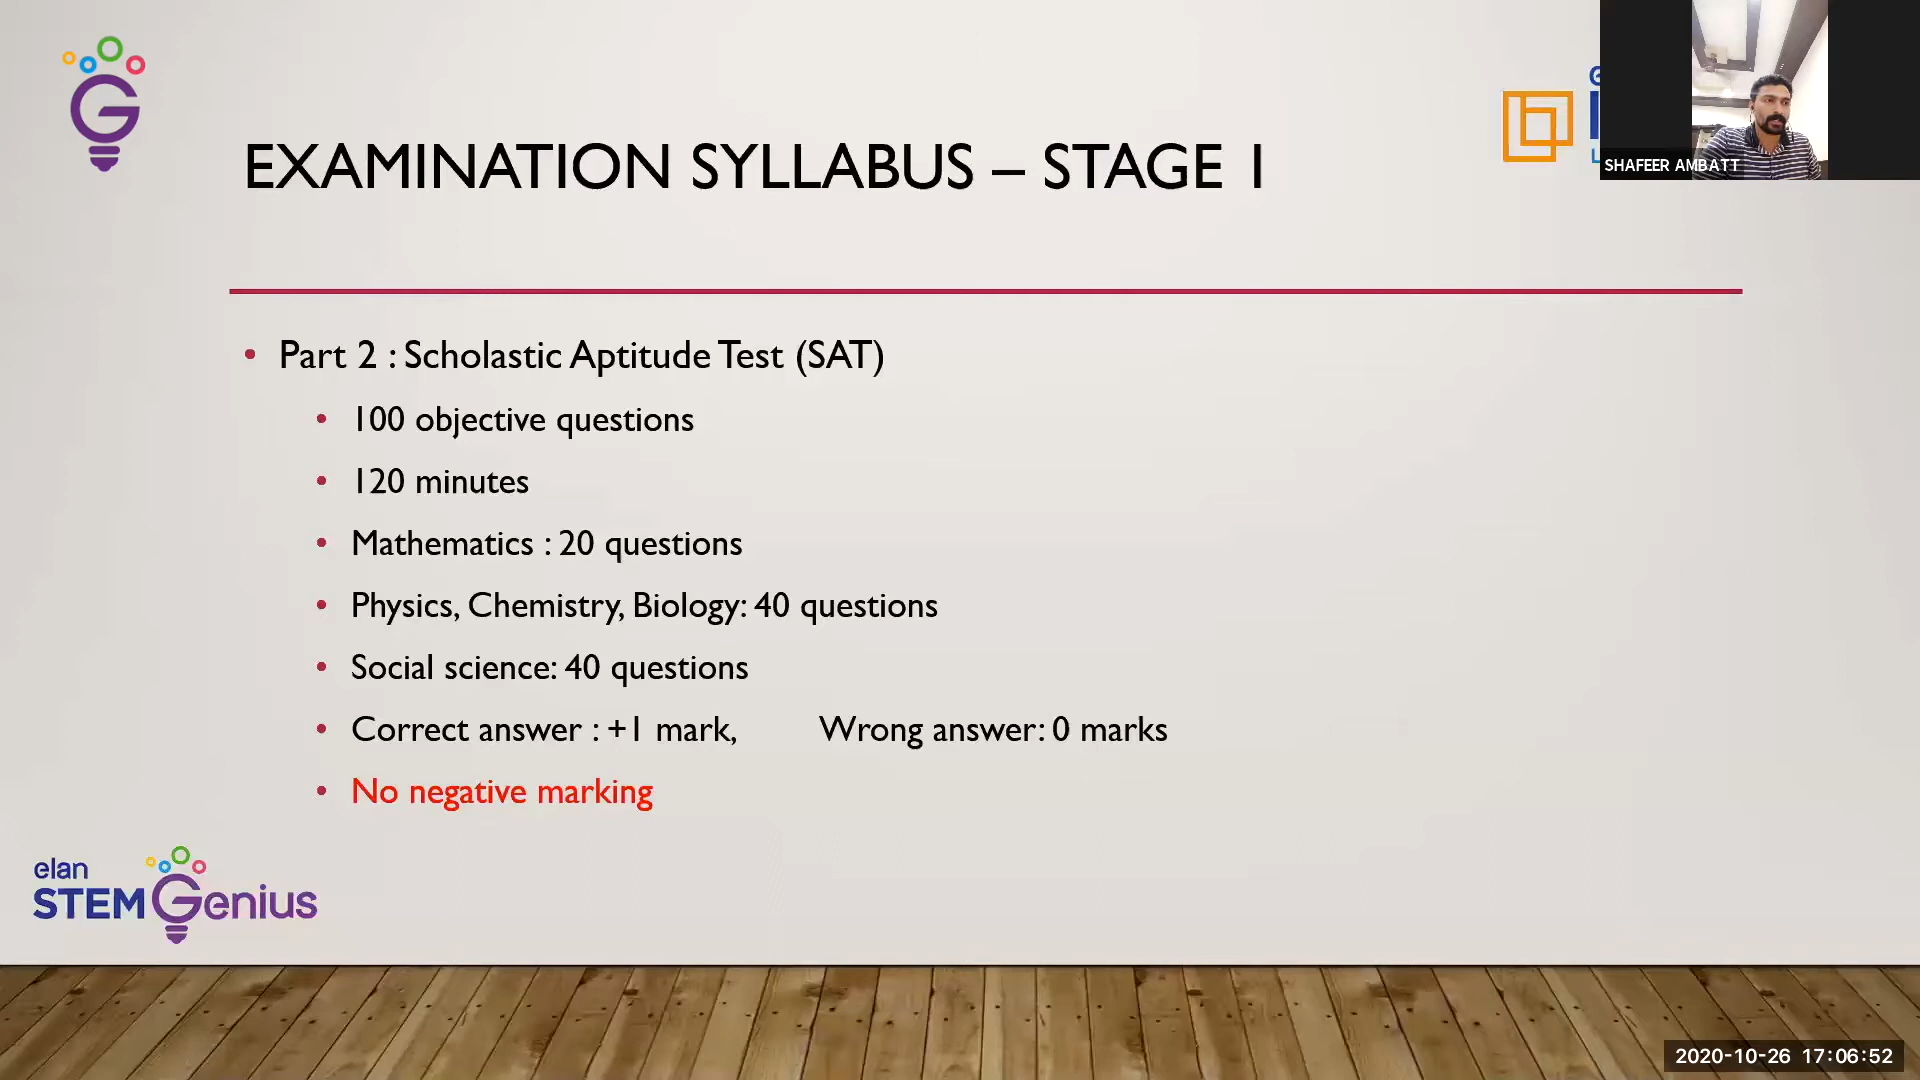 EXAMINATION SYLLABUS – STAGE 1
SHAFEER AMBATT
• Part 2 : Scholastic Aptitude Test (SAT)
• 100 objective questions
• 120 minutes
• Mathematics : 20 questions
• Physics, Chemistry, Biology: 40 questions
• Social science: 40 questions
• Correct answer : +1 mark, Wrong answer: 0 marks
• No negative marking
elan
STEM Genius
2020-10-26 17:06:52